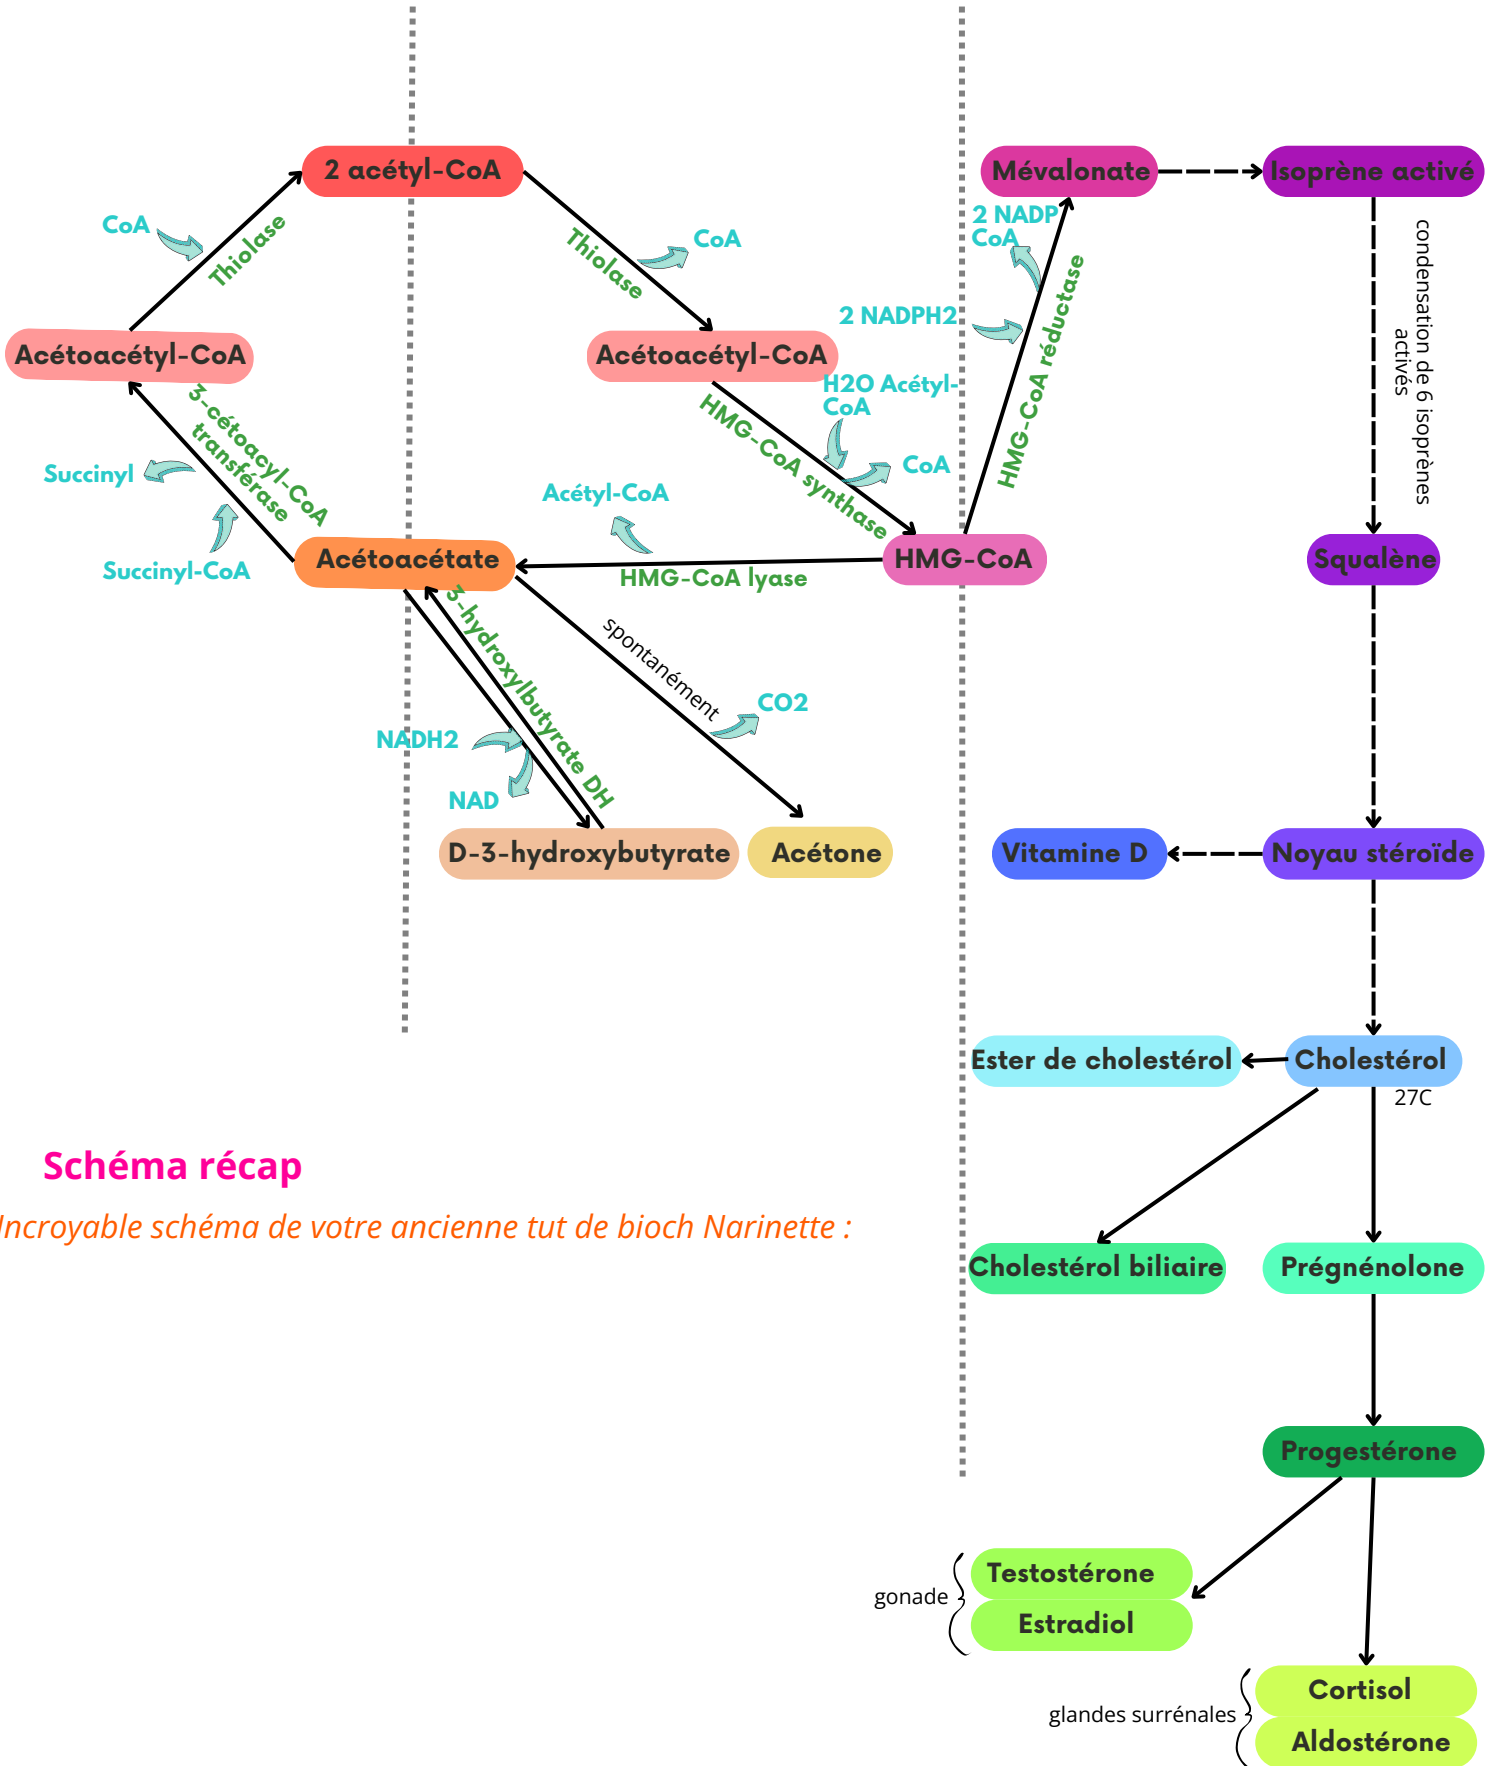 2 acétyl-CoA
Mévalonate
Isoprène activé
CoA
Thiolase
Thiolase
CoA
2 NADP
CoA
condensation de 6 isoprènes
activés
2 NADPH2
HMG-CoA réductase
Acétoacétyl-CoA
Acétoacétyl-CoA
H2O Acétyl-
CoA
3-cétoacyl-CoA
transférase
HMG-CoA synthase
CoA
Succinyl
Acétyl-CoA
Succinyl-CoA
Acétoacétate
HMG-CoA lyase
HMG-CoA
Squalène
3-hydroxylbutyrate DH
spontanément
CO2
NADH2
NAD
D-3-hydroxybutyrate
Acétone
Vitamine D
Noyau stéroïde
Ester de cholestérol
Cholestérol
27C
Schéma récap
Incroyable schéma de votre ancienne tut de bioch Narinette :
Cholestérol biliaire
Prégnénolone
Progestérone
gonade
Testostérone
Estradiol
glandes surrénales
Cortisol
Aldostérone